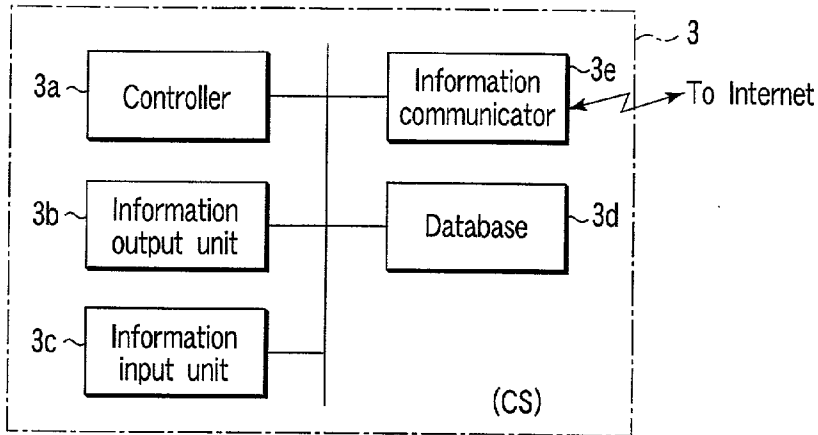 3
3a
Controller
Information
communicator
3e
To Internet
3b
Information
output unit
Database
3d
3c
Information
input unit
(CS)